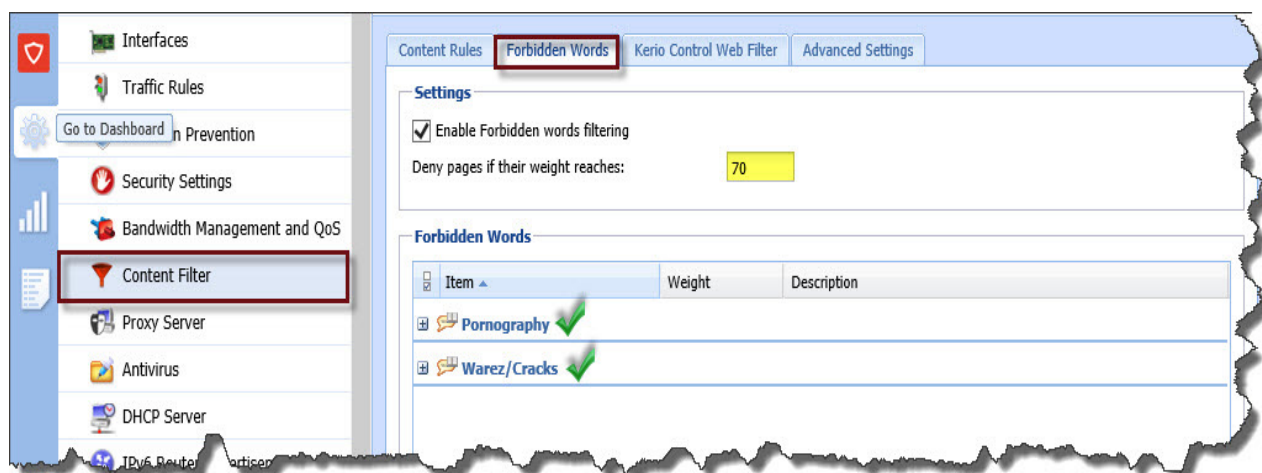 Interfaces
Traffic Rules
Go to Dashboard
n Prevention
Security Settings
Bandwidth Management and QoS
Content Filter
Proxy Server
Antivirus
DHCP Server
Content Rules
Forbidden Words
Kerio Control Web Filter
Advanced Settings
Settings
Enable Forbidden words filtering
Deny pages if their weight reaches: 70
Forbidden Words
Item Weight Description
Pornography
Warez/Cracks